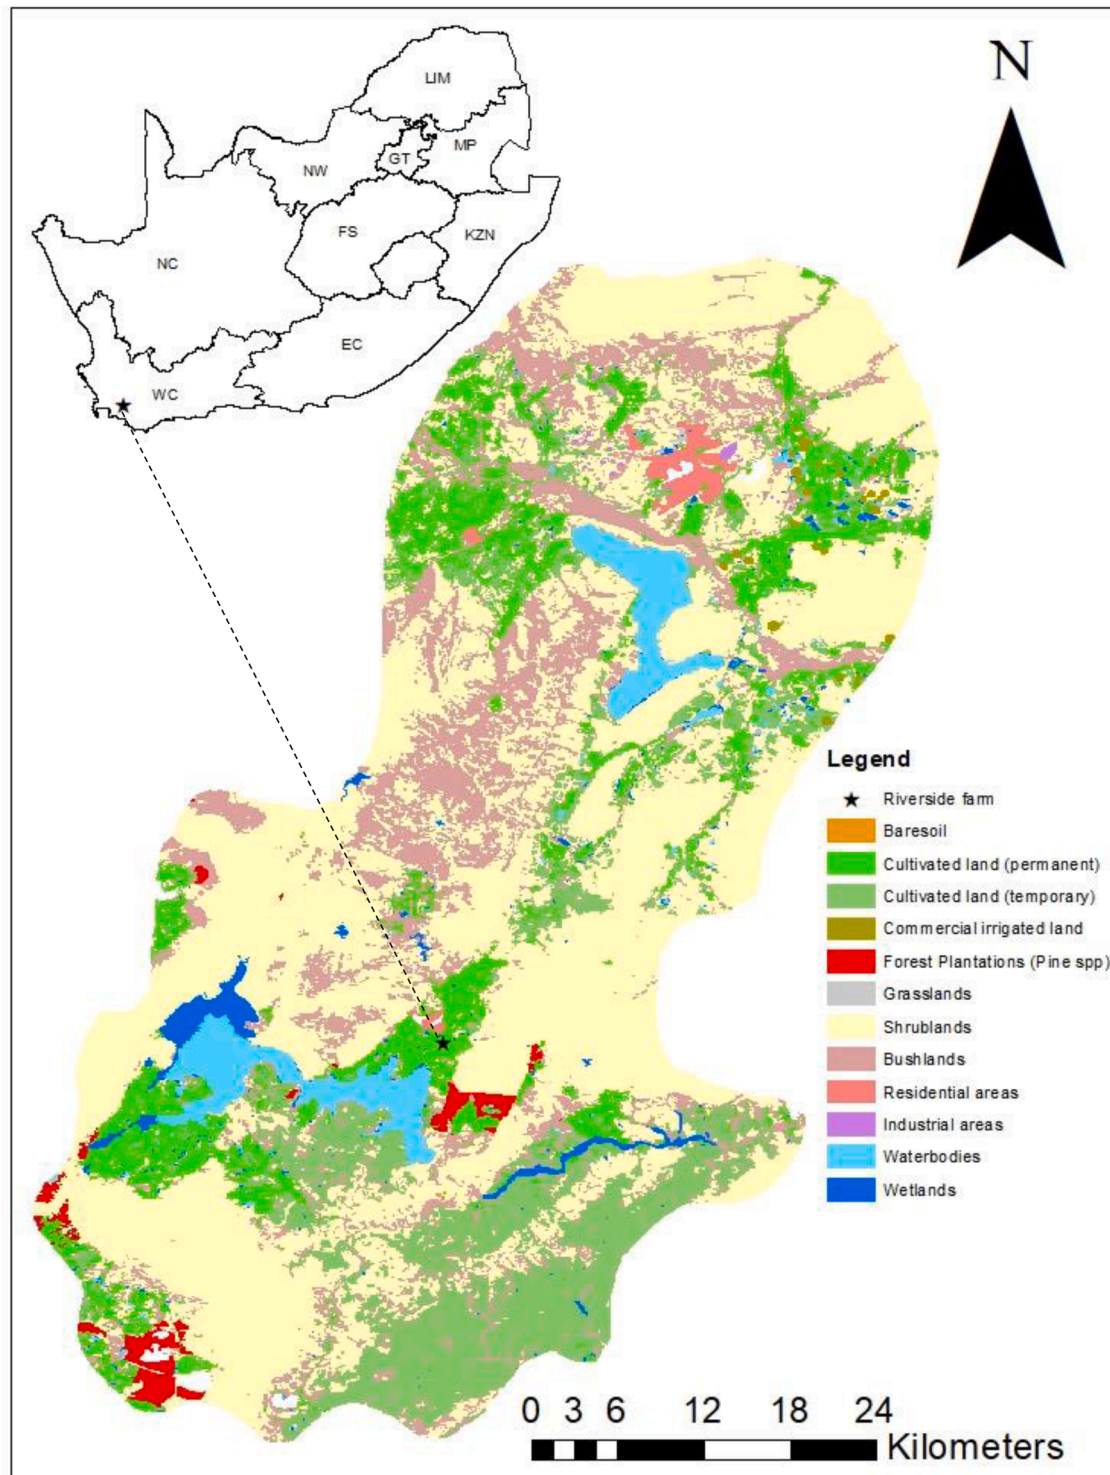 N
LIM
MP
GT
NW
FS
KZN
NC
EC
WC
Legend
Riverside farm
Baresoil
Cultivated land (permanent)
Cultivated land (temporary)
Commercial irrigated land
Forest Plantations (Pine spp)
Grasslands
Shrublands
Bushlands
Residential areas
Industrial areas
Waterbodies
Wetlands
0 3 6 12 18 24
Kilometers